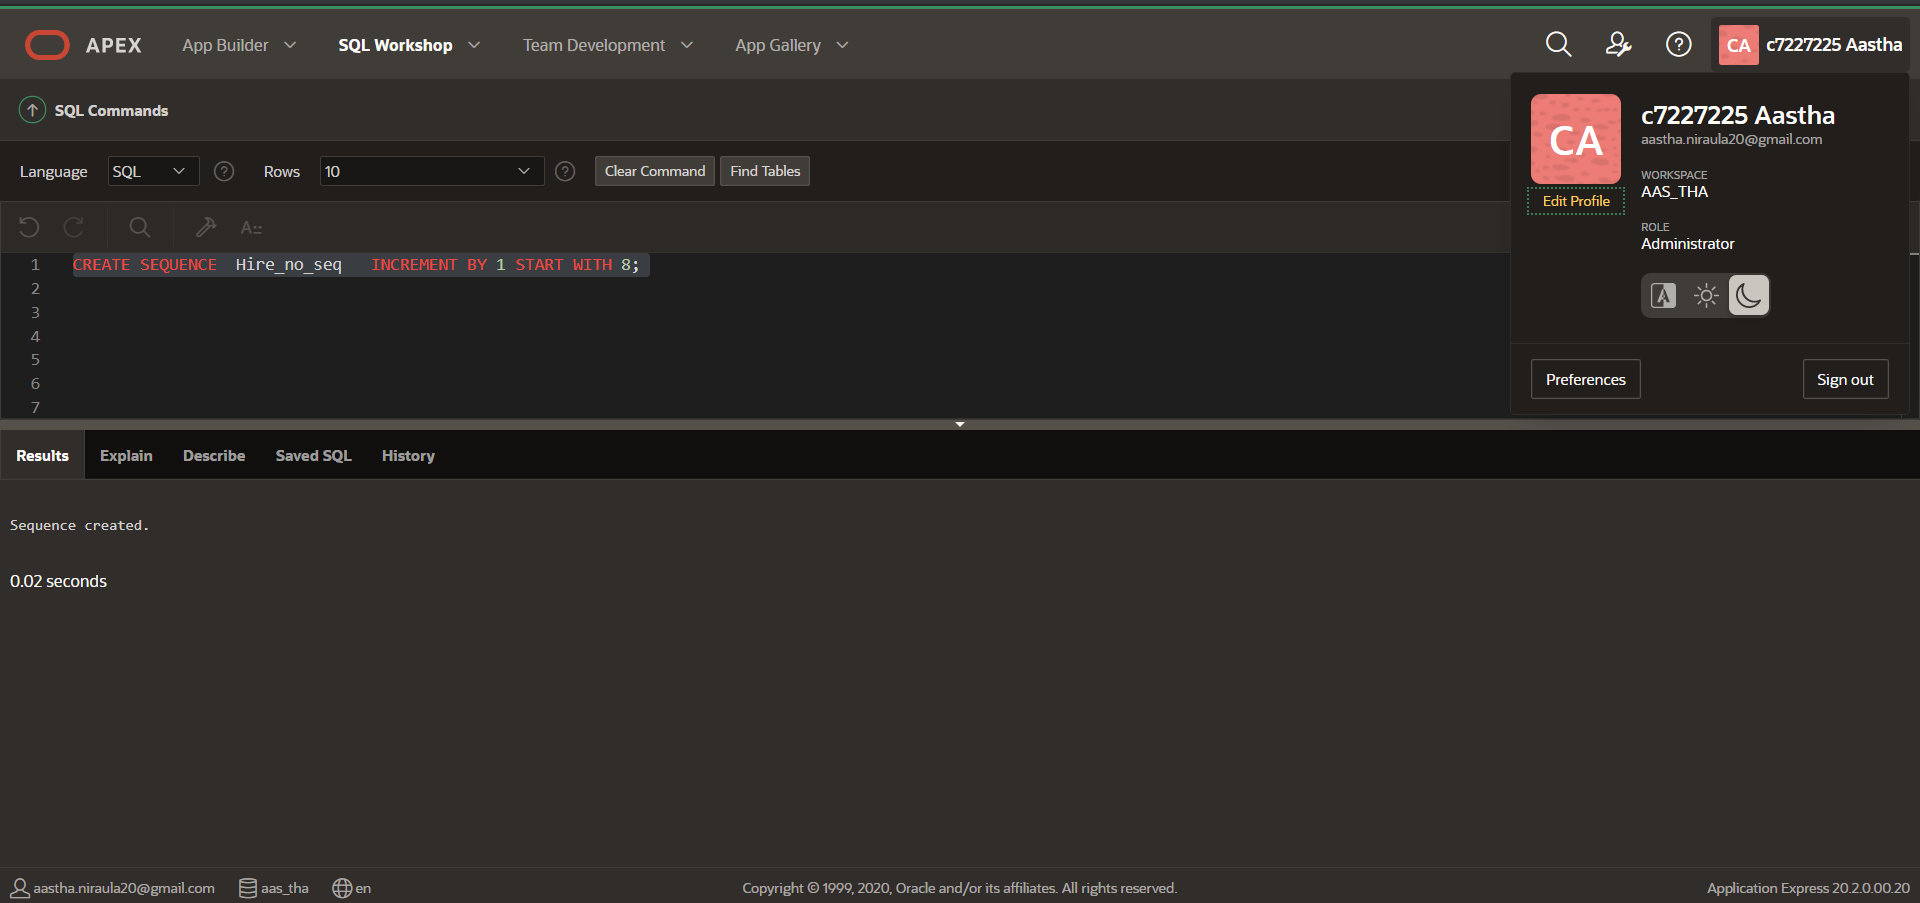 APEX App Builder SQL Workshop Team Development App Gallery CA c7227225 Aastha
SQL Commands
Language SQL ? Rows 10 ? Clear Command Find Tables
A::
1 CREATE SEQUENCE  Hire_no_seq   INCREMENT BY 1 START WITH 8;
2
3
4
5
6
7
CA
c7227225 Aastha
aastha.niraula20@gmail.com
Edit Profile
WORKSPACE
AAS_THA
ROLE
Administrator
A
Preferences Sign out
Results Explain Describe Saved SQL History
Sequence created.
0.02 seconds
aastha.niraula20@gmail.com aas_tha en Copyright © 1999, 2020, Oracle and/or its affiliates. All rights reserved. Application Express 20.2.0.00.20